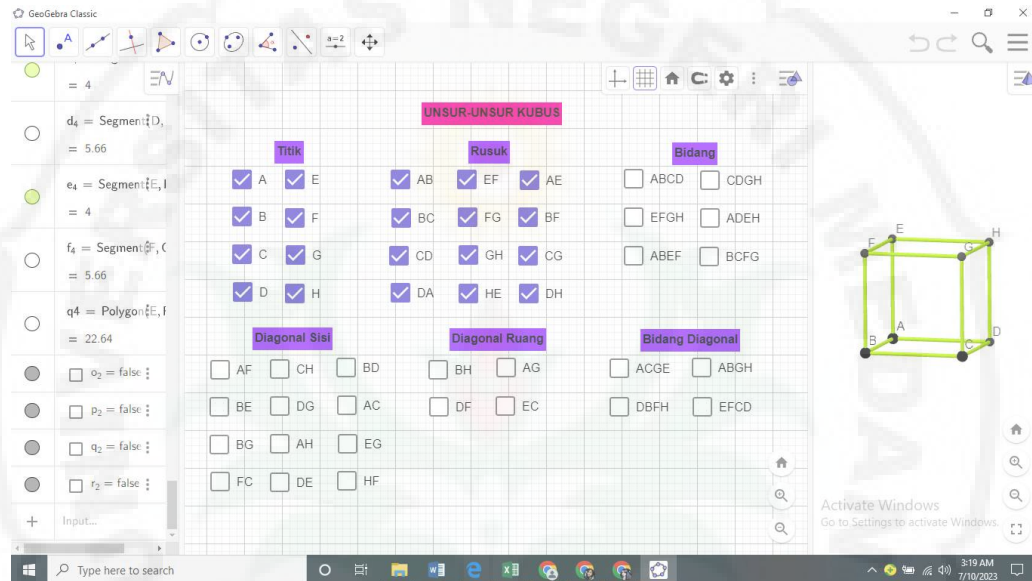 GeoGebra Classic
a=2
= 4
d₄ = Segment(D,
= 5.66
e₄ = Segment(E,
= 4
f₄ = Segment(F,
= 5.66
q4 = Polygon(E, F
= 22.64
o₂ = false
p₂ = false
q₂ = false
r₂ = false
Input...
UNSUR-UNSUR KUBUS
Titik
A E
B F
C G
D H
Rusuk
AB EF AE
BC FG BF
CD GH CG
DA HE DH
Bidang
ABCD CDGH
EFGH ADEH
ABEF BCFG
Diagonal Sisi
AF CH BD
BE DG AC
BG AH EG
FC DE HF
Diagonal Ruang
BH AG
DF EC
Bidang Diagonal
ACGE ABGH
DBFH EFCD
E H
F G
A D
B C
Activate Windows
Go to Settings to activate Windows.
Type here to search
3:19 AM
7/10/2023